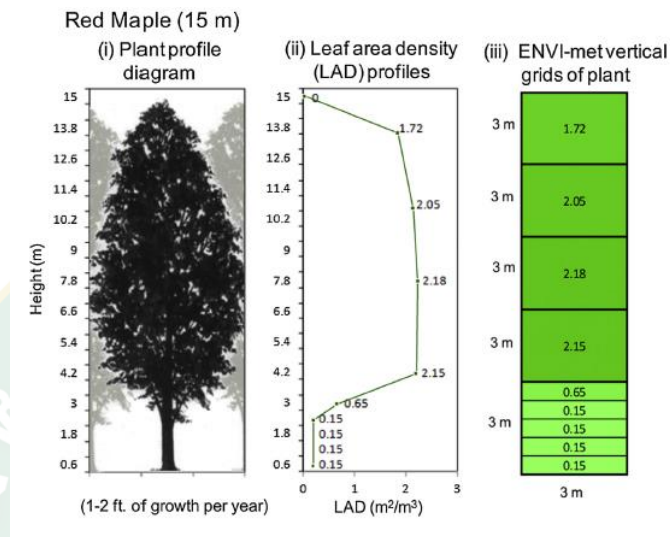 Red Maple (15 m)
(i) Plant profile
diagram
(ii) Leaf area density
(LAD) profiles
(iii) ENVI-met vertical
grids of plant
Height (m)
15
13.8
12.6
11.4
10.2
9
7.8
6.6
5.4
4.2
3
1.8
0.6
(1-2 ft. of growth per year)
15
13.8
12.6
11.4
10.2
9
7.8
6.6
5.4
4.2
3
1.8
0.6
0
1.72
2.05
2.18
2.15
0.65
0.15
0.15
0.15
0.15
0 1 2 3
LAD (m²/m³)
3 m 1.72
3 m 2.05
3 m 2.18
3 m 2.15
3 m
0.65
0.15
0.15
0.15
0.15
3 m